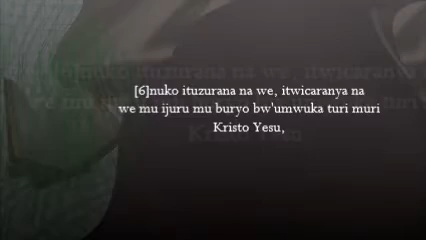 [6]nuko ituzurana na we, itwicaranya na
we mu ijuru mu buryo bw'umwuka turi muri
Kristo Yesu,